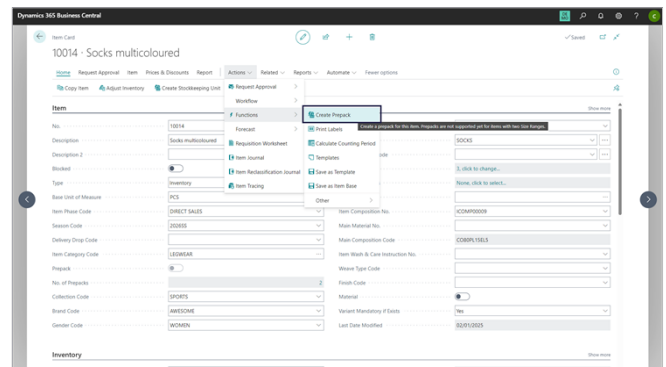 Dynamics 365 Business Central
Item Card
Saved
10014 · Socks multicoloured
Home Request Approval Item Prices & Discounts Report Actions Related Reports Automate Fewer options
Copy Item Adjust Inventory Create Stockkeeping Unit
Request Approval
Workflow
Functions
Forecast
Requisition Worksheet
Item Journal
Item Reclassification Journal
Item Tracing
Create Prepack
Create a prepack for this item. Prepacks are not supported yet for items with two Size Ranges.
Print Labels
Calculate Counting Period
Templates
Save as Template
Save as Item Base
Other
Item
Show more
No. 10014
Description Socks multicoloured SOCKS
Description 2
Blocked 3, click to change...
Type Inventory None, click to select...
Base Unit of Measure PCS
Item Phase Code DIRECT SALES Item Composition No. ICOMP00009
Season Code 2026SS Main Material No.
Delivery Drop Code Main Composition Code
Item Category Code LEGWEAR Item Wash & Care Instruction No.
Prepack Weave Type Code
No. of Prepacks 2 Finish Code
Collection Code SPORTS Material
Brand Code AWESOME Variant Mandatory if Exists Yes
Gender Code WOMEN Last Date Modified 02/01/2025
Inventory
Show more